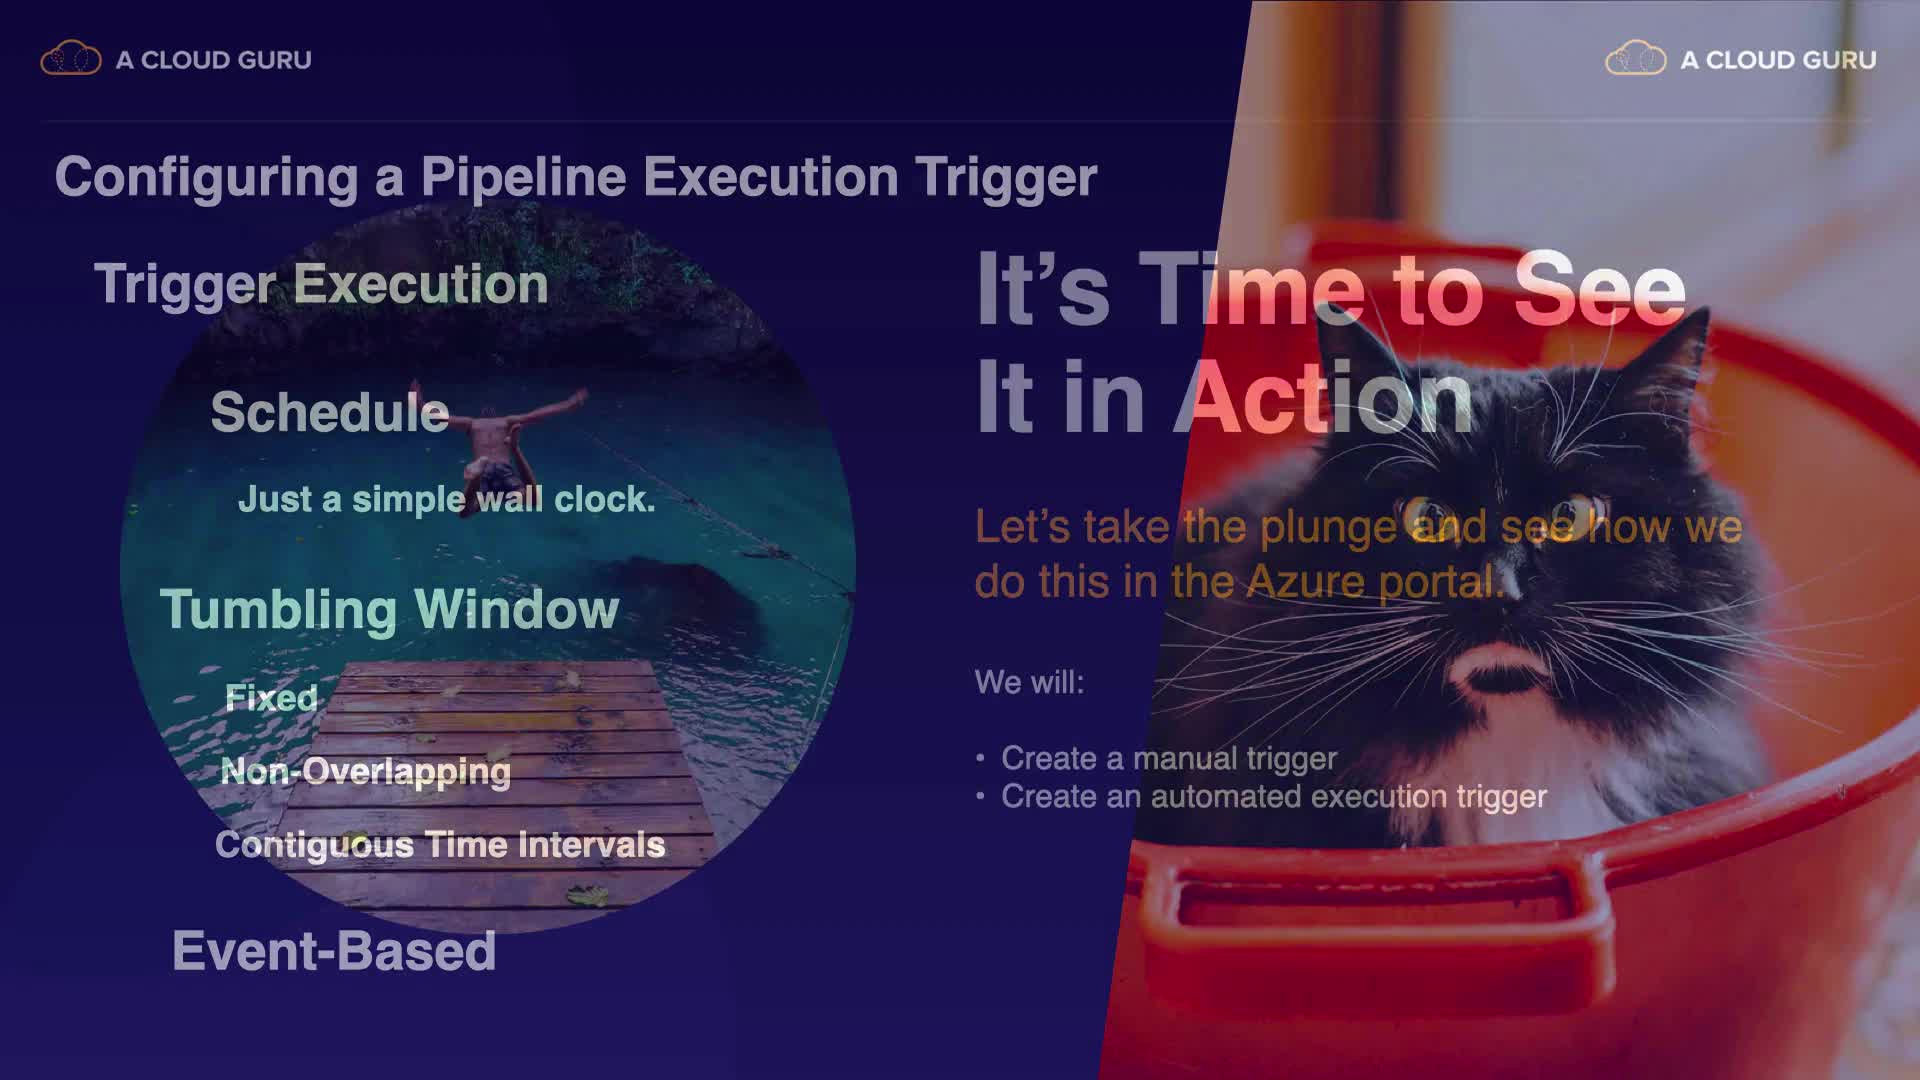 A CLOUD GURU
A CLOUD GURU
Configuring a Pipeline Execution Trigger
Trigger Execution
Schedule
Just a simple wall clock.
Tumbling Window
Fixed
Non-Overlapping
Contiguous Time Intervals
Event-Based
It’s Time to See
It in Action
Let’s take the plunge and see how we
do this in the Azure portal.
We will:
• Create a manual trigger
• Create an automated execution trigger